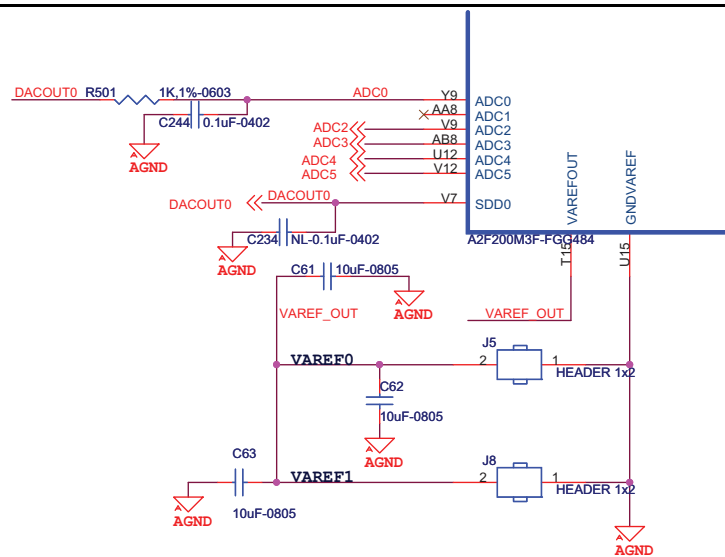 DACOUT0 R501 1K,1%-0603 ADC0 Y9 ADC0
AA8 ADC1
C244 0.1uF-0402
ADC2 V9 ADC2
ADC3 AB8 ADC3
ADC4 U12 ADC4
ADC5 V12 ADC5
AGND
DACOUT0 DACOUT0 V7 SDD0
VAREFOUT
GNDVAREF
C234 NL-0.1uF-0402
A2F200M3F-FGG484
AGND
T15
U15
C61 10uF-0805
AGND
VAREF_OUT
VAREF_OUT
J5
VAREF0 2 1
HEADER 1x2
C62
10uF-0805
AGND
C63
J8
VAREF1 2 1
HEADER 1x2
10uF-0805
AGND
AGND